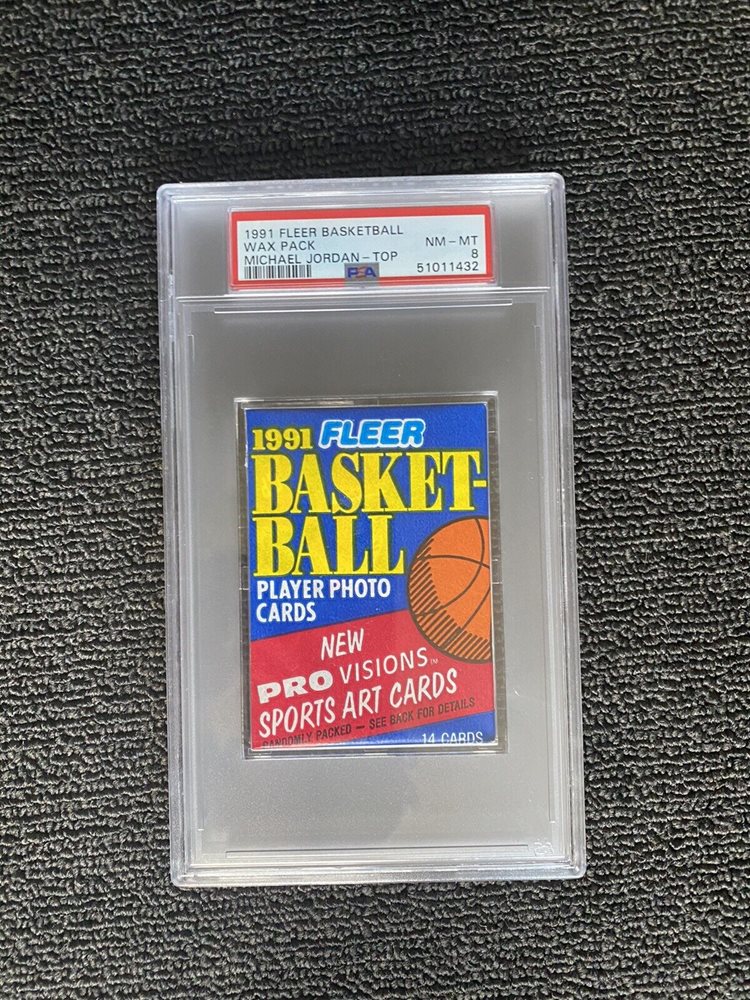 1991 FLEER BASKETBALL
WAX PACK NM - MT
MICHAEL JORDAN - TOP 8
PSA 51011432
1991 FLEER
BASKET-
BALL
PLAYER PHOTO
CARDS
NEW
PRO VISIONS™
SPORTS ART CARDS
RANDOMLY PACKED — SEE BACK FOR DETAILS
14 CARDS